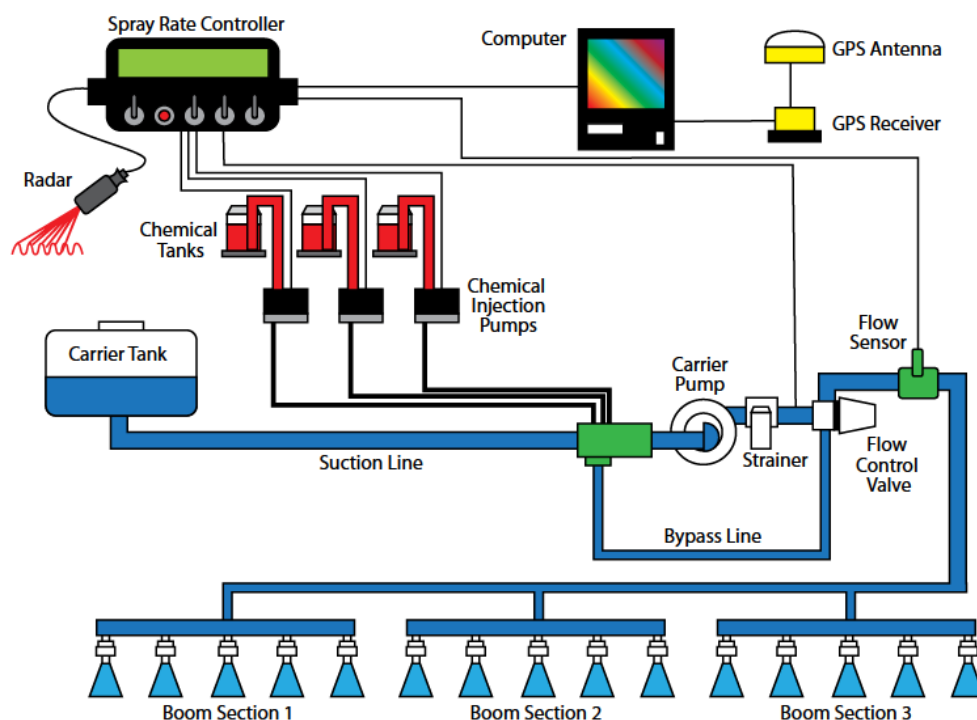 Spray Rate Controller
Computer
GPS Antenna
GPS Receiver
Radar
Chemical
Tanks
Chemical
Injection
Pumps
Flow
Sensor
Carrier Tank
Carrier
Pump
Suction Line
Strainer
Flow
Control
Valve
Bypass Line
Boom Section 1
Boom Section 2
Boom Section 3